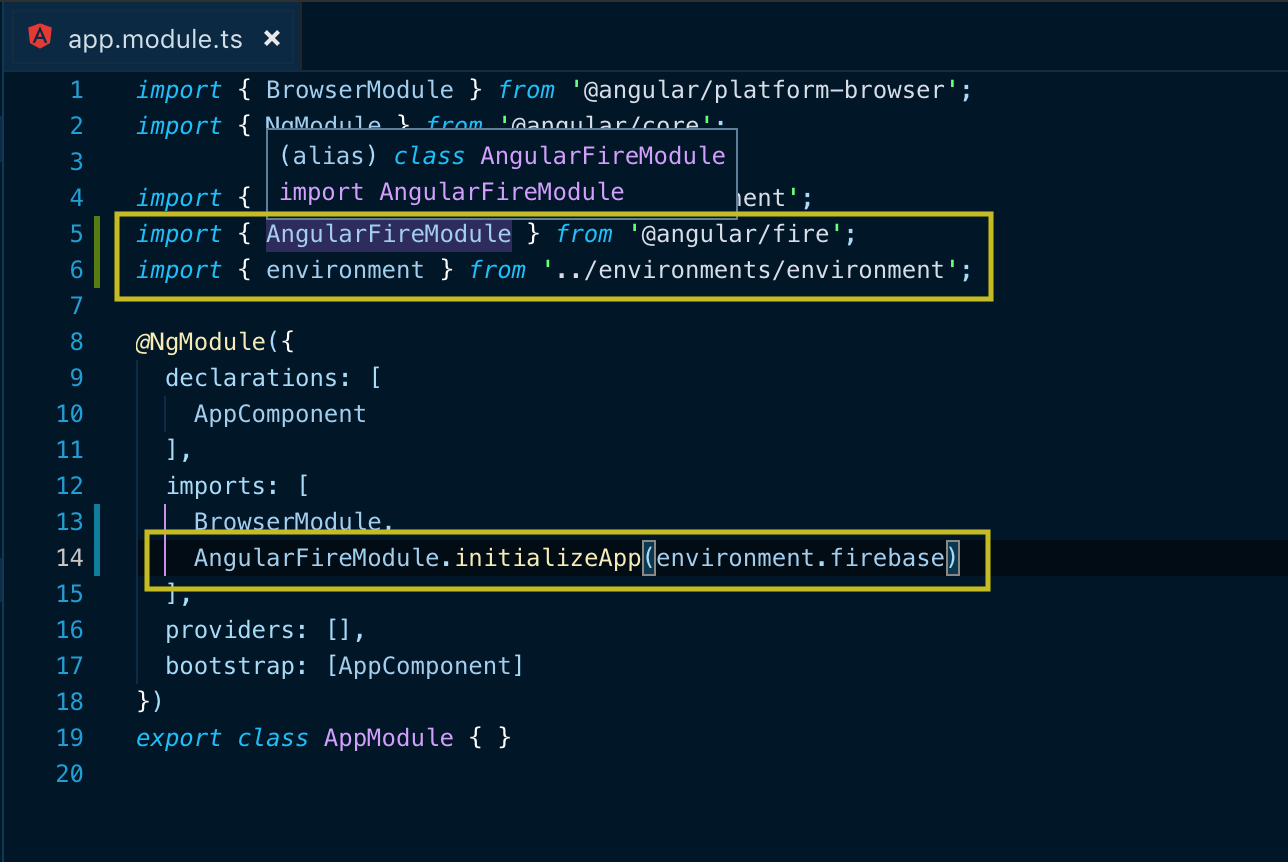 app.module.ts ×
1 import { BrowserModule } from '@angular/platform-browser';
2 import { NgModule } from '@angular/core';
(alias) class AngularFireModule
import AngularFireModule
3
4 import {
5 import { AngularFireModule } from '@angular/fire';
6 import { environment } from '../environments/environment';
7
8 @NgModule({
9 declarations: [
10 AppComponent
11 ],
12 imports: [
13 BrowserModule,
14 AngularFireModule.initializeApp(environment.firebase)
15 ],
16 providers: [],
17 bootstrap: [AppComponent]
18 })
19 export class AppModule { }
20